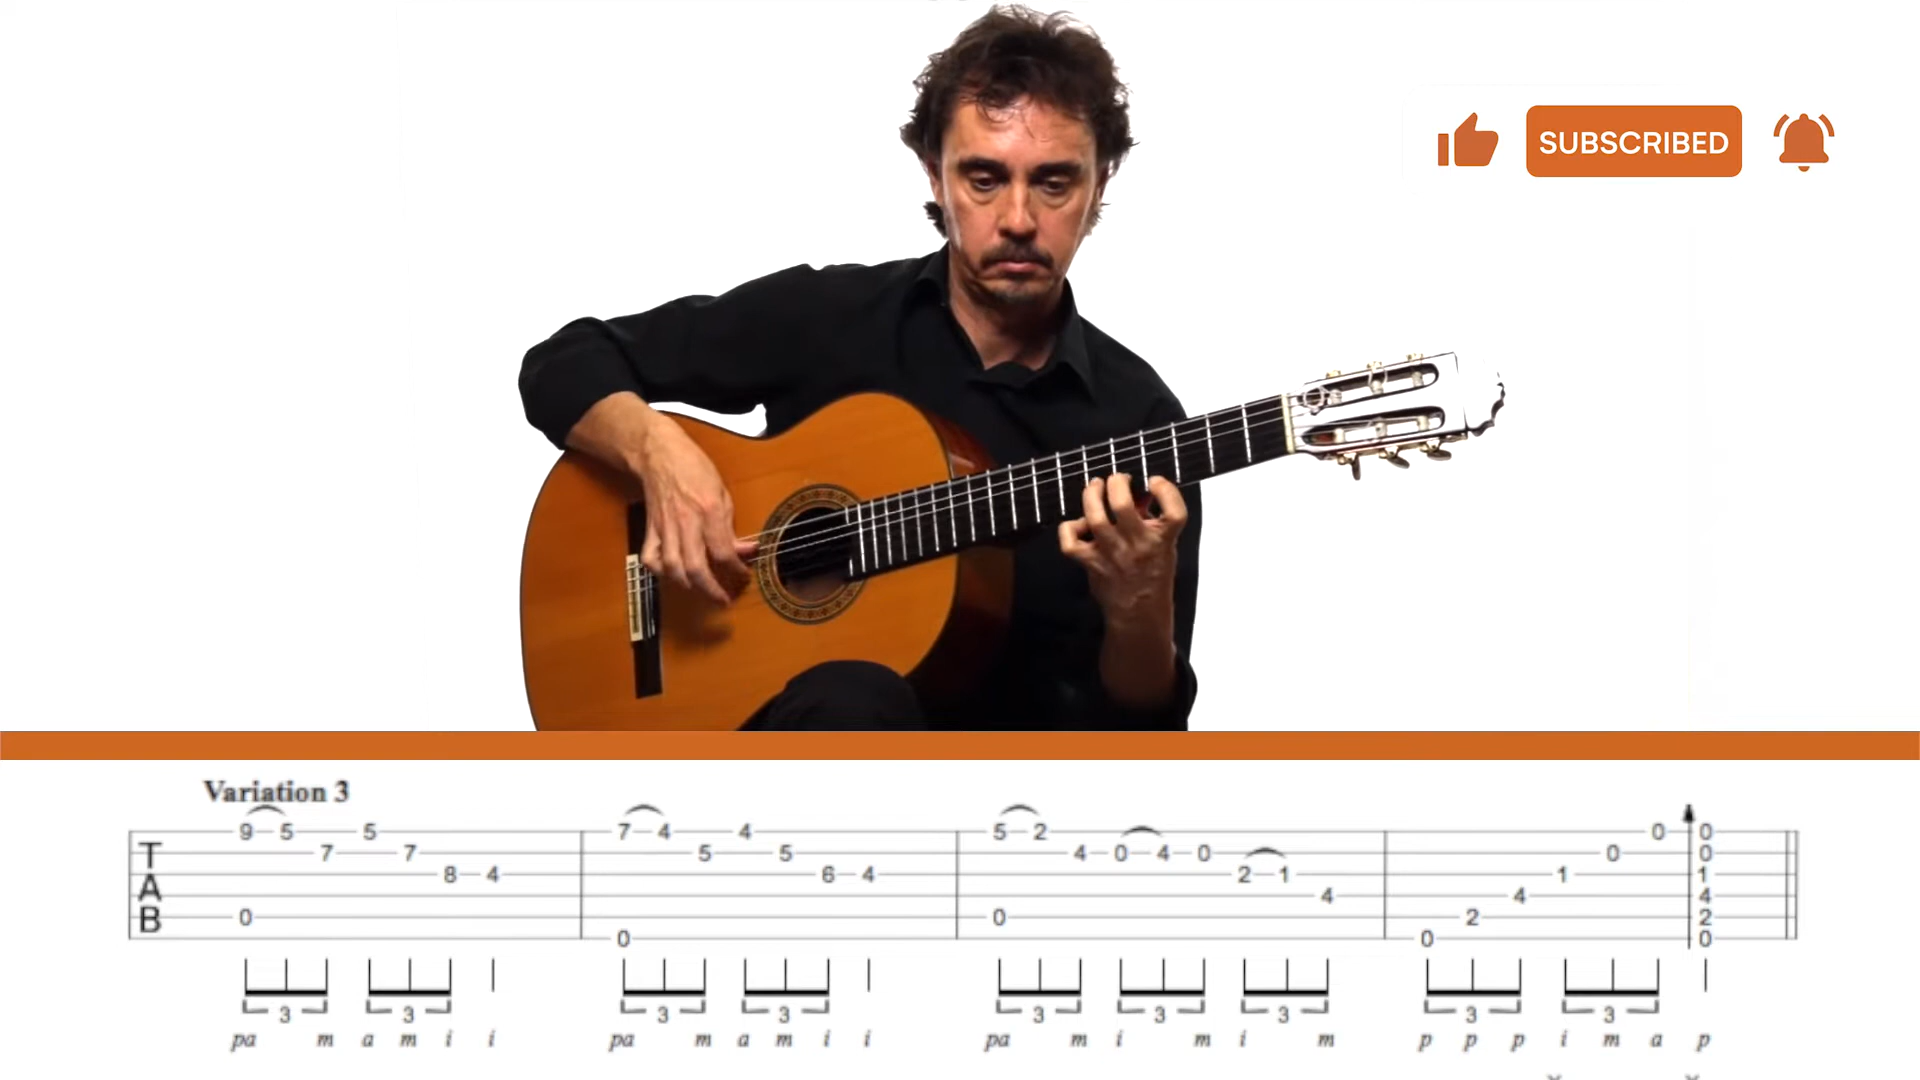 SUBSCRIBED
Variation 3
9 5 5 7 4 4 5 2 0 0
T 7 7 5 5 4 0 4 0 0 0
A 8 4 6 4 2 1 1 1
4 4 4
B 0 0 2 2
0 0 0
3 3 3 3 3 3 3 3 3
pa m a m i i pa m a m i i pa m i m i m p p p i m a p